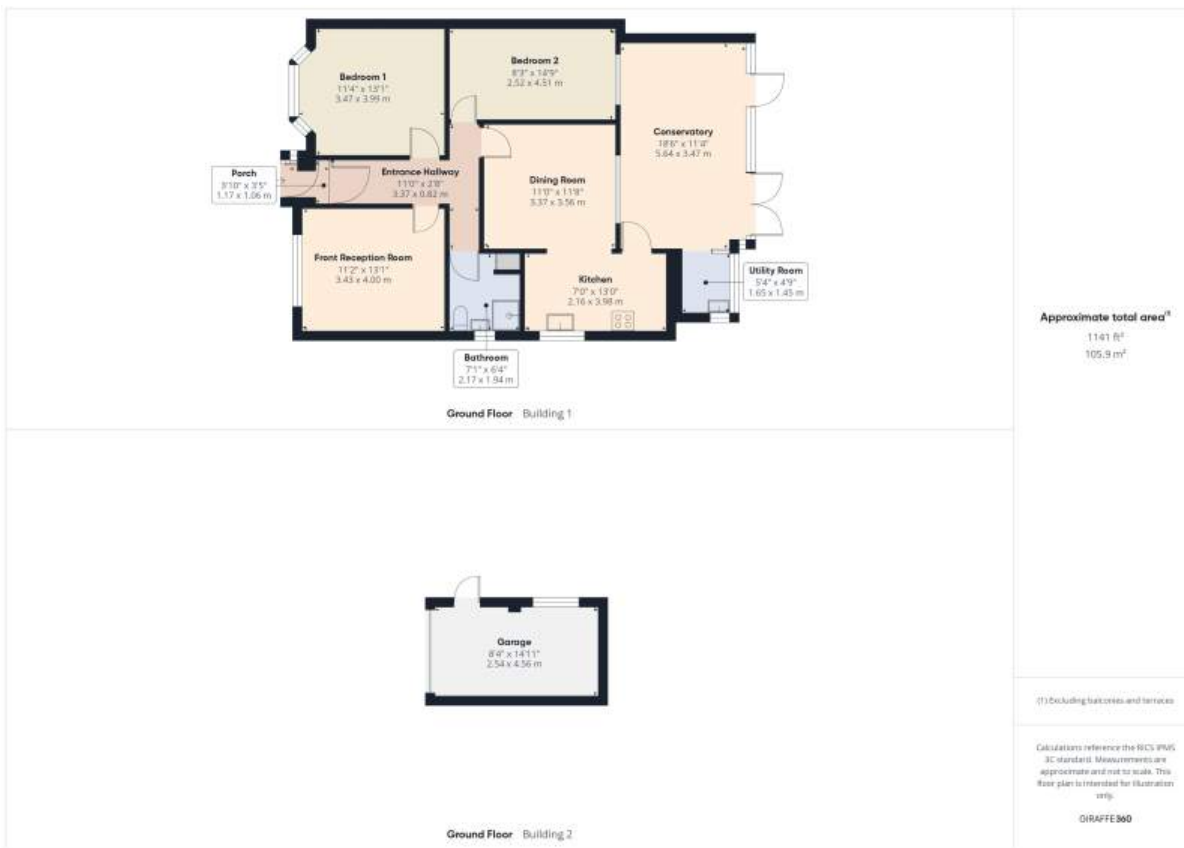 Bedroom 1
11'4" x 13'1"
3.47 x 3.99 m
Bedroom 2
8'3" x 14'9"
2.52 x 4.51 m
Conservatory
18'6" x 11'4"
5.64 x 3.47 m
Porch
3'10" x 3'5"
1.17 x 1.06 m
Entrance Hallway
11'0" x 2'8"
3.37 x 0.82 m
Dining Room
11'0" x 11'8"
3.37 x 3.56 m
Front Reception Room
11'2" x 13'1"
3.43 x 4.00 m
Kitchen
7'0" x 13'0"
2.16 x 3.98 m
Utility Room
5'4" x 4'9"
1.65 x 1.45 m
Bathroom
7'1" x 6'4"
2.17 x 1.94 m
Ground Floor Building 1
Garage
8'4" x 14'11"
2.54 x 4.56 m
Ground Floor Building 2
Approximate total area⁽¹⁾
1141 ft²
105.9 m²
(1) Excluding balconies and terraces
Calculations reference the RICS IPMS
3C standard. Measurements are
approximate and not to scale. This
floor plan is intended for illustration
only.
GIRAFFE360